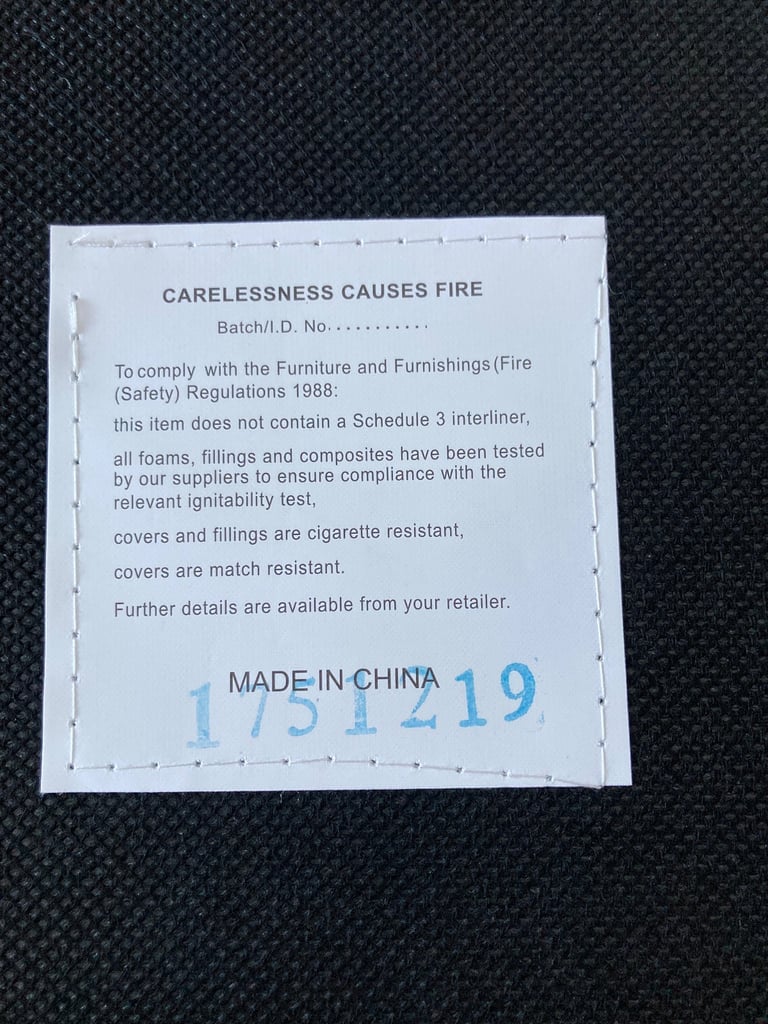 CARELESSNESS CAUSES FIRE
Batch/I.D. No...........
To comply with the Furniture and Furnishings (Fire
(Safety) Regulations 1988:
this item does not contain a Schedule 3 interliner,
all foams, fillings and composites have been tested
by our suppliers to ensure compliance with the
relevant ignitability test,
covers and fillings are cigarette resistant,
covers are match resistant.
Further details are available from your retailer.
MADE IN CHINA
1751219